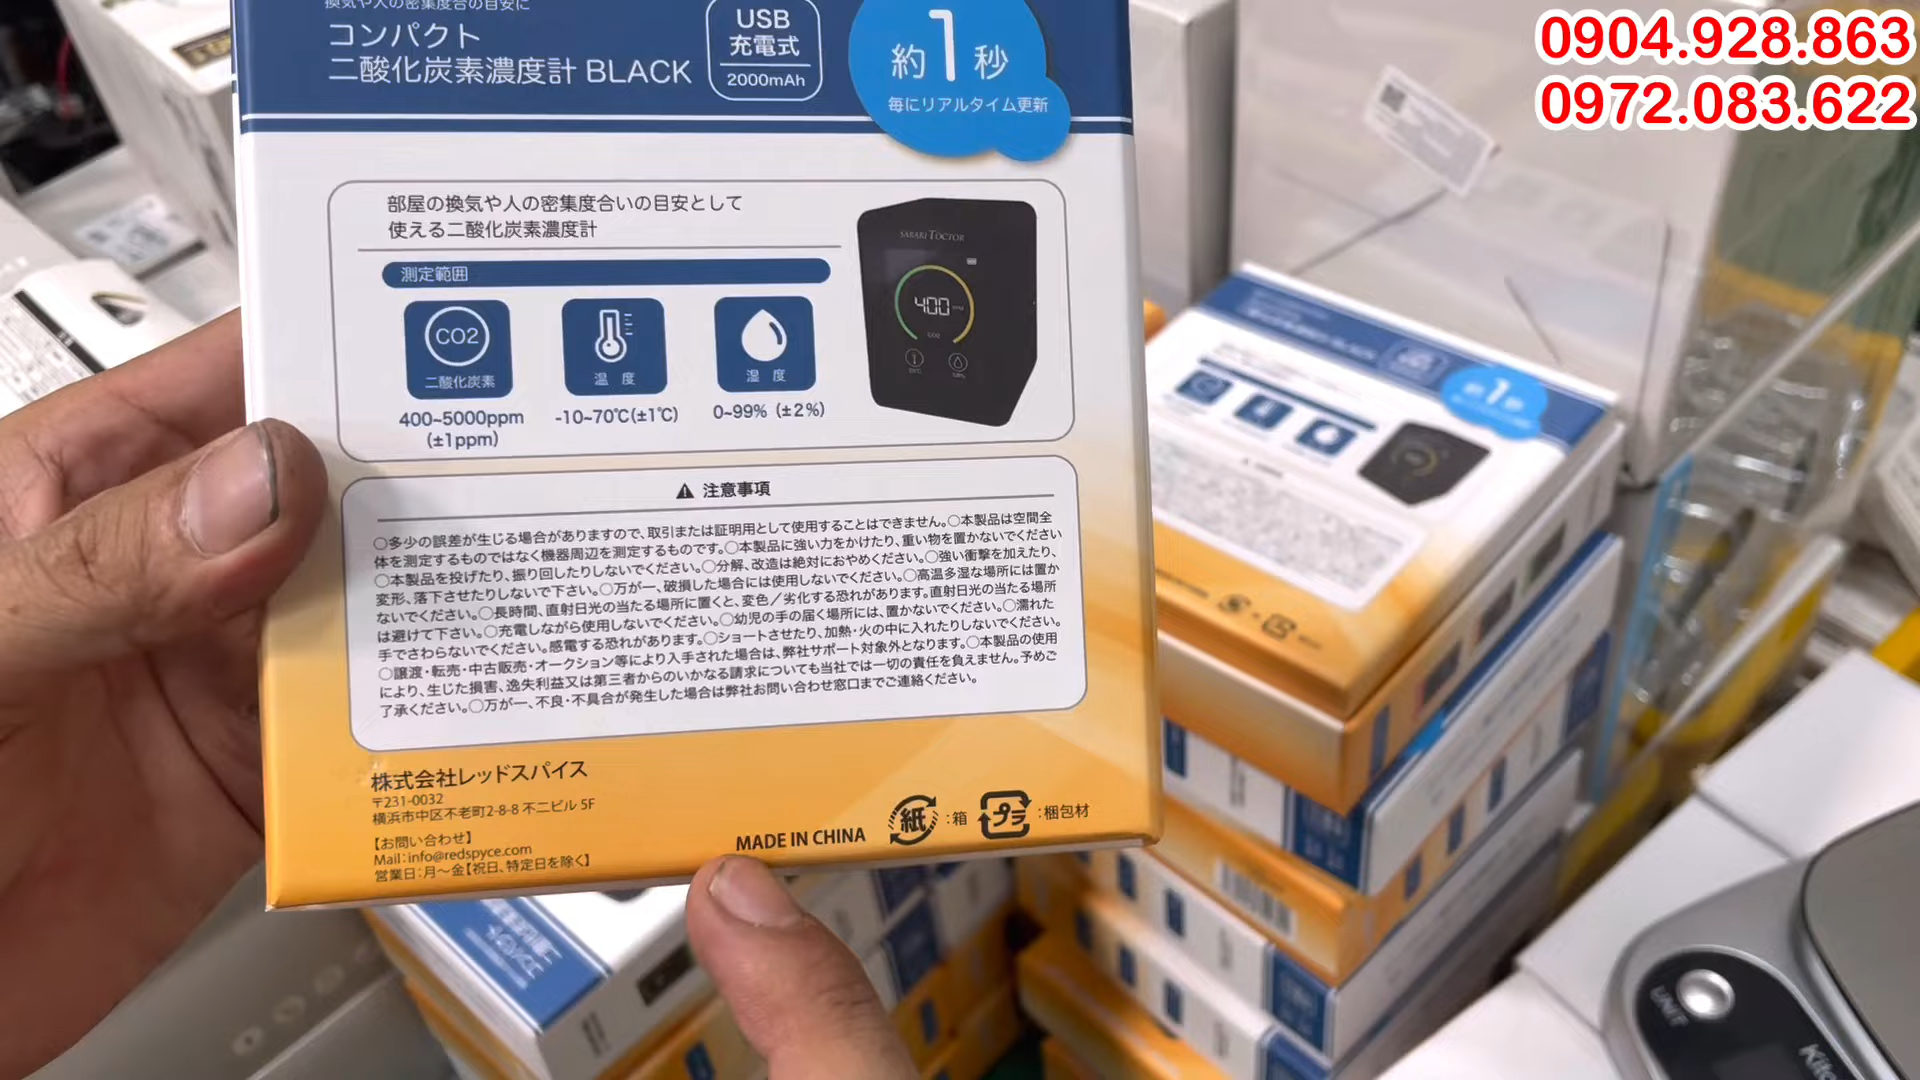 0904.928.863
0972.083.622
換気や人の密集度合の目安に
コンパクト
二酸化炭素濃度計 BLACK
USB
充電式
2000mAh
約1秒
毎にリアルタイム更新
部屋の換気や人の密集度合いの目安として
使える二酸化炭素濃度計
測定範囲
CO2
二酸化炭素
400~5000ppm
(±1ppm)
温度
-10~70℃(±1℃)
湿度
0~99% (±2%)
400
CO2
注意事項
○多少の誤差が生じる場合がありますので、取引または証明用として使用することはできません。○本製品は空間全
体を測定するものではなく機器周辺を測定するものです。○本製品に強い力をかけたり、重い物を置かないでください
○本製品を投げたり、振り回したりしないでください。○分解、改造は絶対におやめください。○強い衝撃を加えたり、
変形、落下させたりしないで下さい。○万が一、破損した場合には使用しないでください。○高温多湿な場所には置か
ないでください。○長時間、直射日光の当たる場所に置くと、変色／劣化する恐れがあります。直射日光の当たる場所
は避けて下さい。○充電しながら使用しないでください。○幼児の手の届く場所には、置かないでください。○濡れた
手でさわらないでください。感電する恐れがあります。○ショートさせたり、加熱・火の中に入れたりしないでください。
○譲渡・転売・中古販売・オークション等により入手された場合は、弊社サポート対象外となります。○本製品の使用
により、生じた損害、逸失利益又は第三者からのいかなる請求についても当社では一切の責任を負えません。予めご
了承ください。○万が一、不良・不具合が発生した場合は弊社お問い合わせ窓口までご連絡ください。
株式会社レッドスパイス
〒231-0032
横浜市中区不老町2-8-8 不二ビル 5F
【お問い合わせ】
Mail:info@redspyce.com
営業日:月～金【祝日、特定日を除く】
MADE IN CHINA
紙:箱
プラ:梱包材
約1秒
UNIT